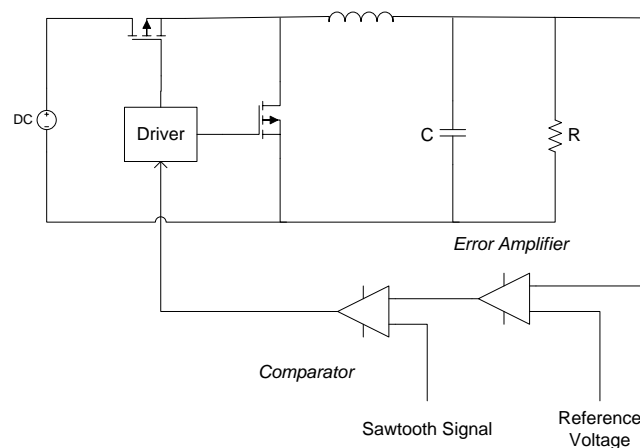 DC
+
−
Driver
C
R
Error Amplifier
Comparator
Sawtooth Signal
Reference
Voltage